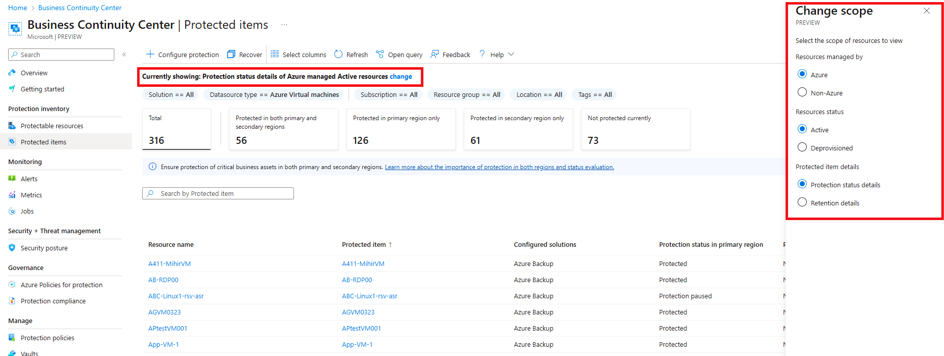 Home > Business Continuity Center >
Business Continuity Center | Protected items ...
Microsoft | PREVIEW
Search
«
Overview
Getting started
Protection inventory
Protectable resources
Protected items
Monitoring
Alerts
Metrics
Jobs
Security + Threat management
Security posture
Governance
Azure Policies for protection
Protection compliance
Manage
Protection policies
Vaults
Configure protection Recover Select columns Refresh Open query Feedback Help
Currently showing: Protection status details of Azure managed Active resources change
Solution == All Datasource type == Azure Virtual machines Subscription == All Resource group == All Location == All Tags == All
Total
316
Protected in both primary and
secondary regions
56
Protected in primary region only
126
Protected in secondary region only
61
Not protected currently
73
Ensure protection of critical business assets in both primary and secondary regions. Learn more about the importance of protection in both regions and status evaluation.
Search by Protected item
Resource name Protected item ↑ Configured solutions Protection status in primary region
A411-MihirVM A411-MihirVM Azure Backup Protected
AB-RDP00 AB-RDP00 Azure Backup Protected
ABC-Linux1-rsv-asr ABC-Linux1-rsv-asr Azure Backup Protection paused
AGVM0323 AGVM0323 Azure Backup Protected
APtestVM001 APtestVM001 Azure Backup Protected
App-VM-1 App-VM-1 Azure Backup Protected
Change scope
PREVIEW
Select the scope of resources to view
Resources managed by
Azure
Non-Azure
Resources status
Active
Deprovisioned
Protected item details
Protection status details
Retention details